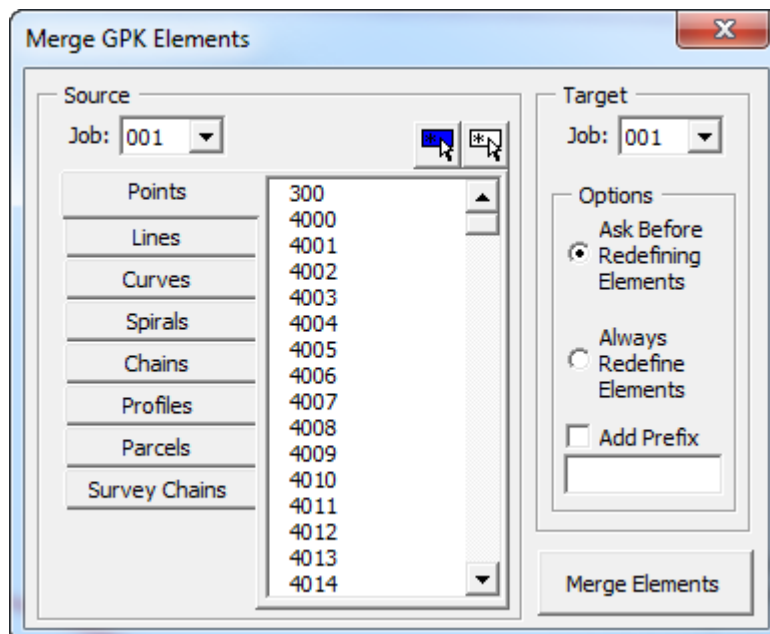 Merge GPK Elements
Source
Job: 001
Points
Lines
Curves
Spirals
Chains
Profiles
Parcels
Survey Chains
300
4000
4001
4002
4003
4004
4005
4006
4007
4008
4009
4010
4011
4012
4013
4014
Target
Job: 001
Options
Ask Before
Redefining
Elements
Always
Redefine
Elements
Add Prefix
Merge Elements